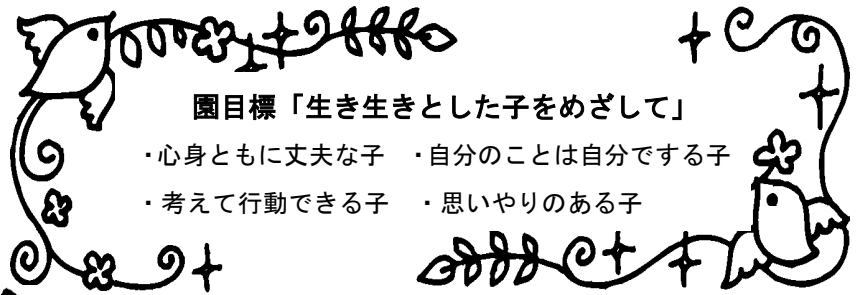 園目標「生き生きとした子をめざして」
・心身ともに丈夫な子　・自分のことは自分でする子
・考えて行動できる子　・思いやりのある子